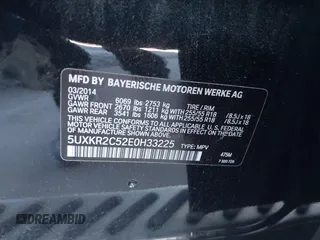 MFD BY BAYERISCHE MOTOREN WERKE AG
03/2014
GVWR 6069 lbs 2753 kg TIRE / RIM
GAWR FRONT 2670 lbs 1211 kg WITH 255/55 R18 / 8.5J x 18
GAWR REAR 3541 lbs 1606 kg WITH 255/55 R18 / 8.5J x 18
THIS VEHICLE CONFORMS TO ALL APPLICABLE
U.S. FEDERAL MOTOR VEHICLE SAFETY
STANDARDS IN EFFECT ON THE DATE OF
MANUFACTURE SHOWN ABOVE.
5UXKR2C52E0H33225 TYPE: MPV
475M
DREAMBID